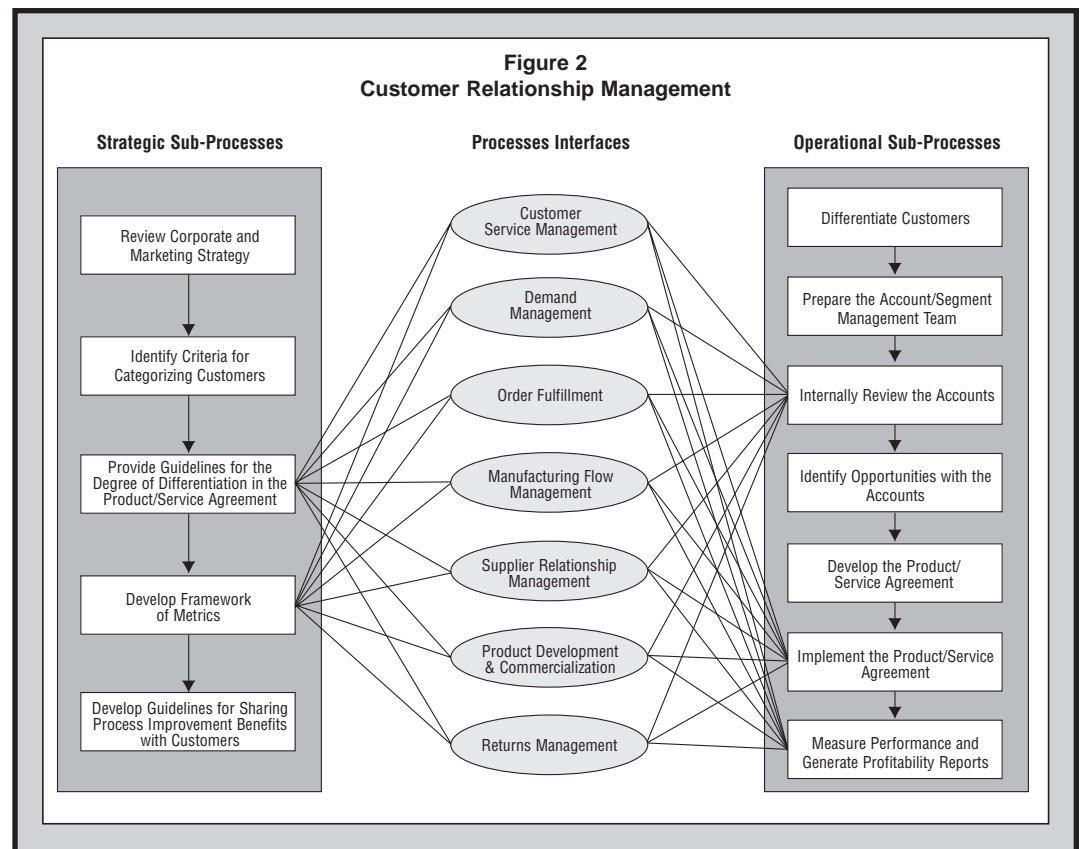 Figure 2
Customer Relationship Management
Strategic Sub-Processes
Review Corporate and
Marketing Strategy
Identify Criteria for
Categorizing Customers
Provide Guidelines for the
Degree of Differentiation in the
Product/Service Agreement
Develop Framework
of Metrics
Develop Guidelines for Sharing
Process Improvement Benefits
with Customers
Processes Interfaces
Customer
Service Management
Demand
Management
Order Fulfillment
Manufacturing Flow
Management
Supplier Relationship
Management
Product Development
& Commercialization
Returns Management
Operational Sub-Processes
Differentiate Customers
Prepare the Account/Segment
Management Team
Internally Review the Accounts
Identify Opportunities with the
Accounts
Develop the Product/
Service Agreement
Implement the Product/Service
Agreement
Measure Performance and
Generate Profitability Reports